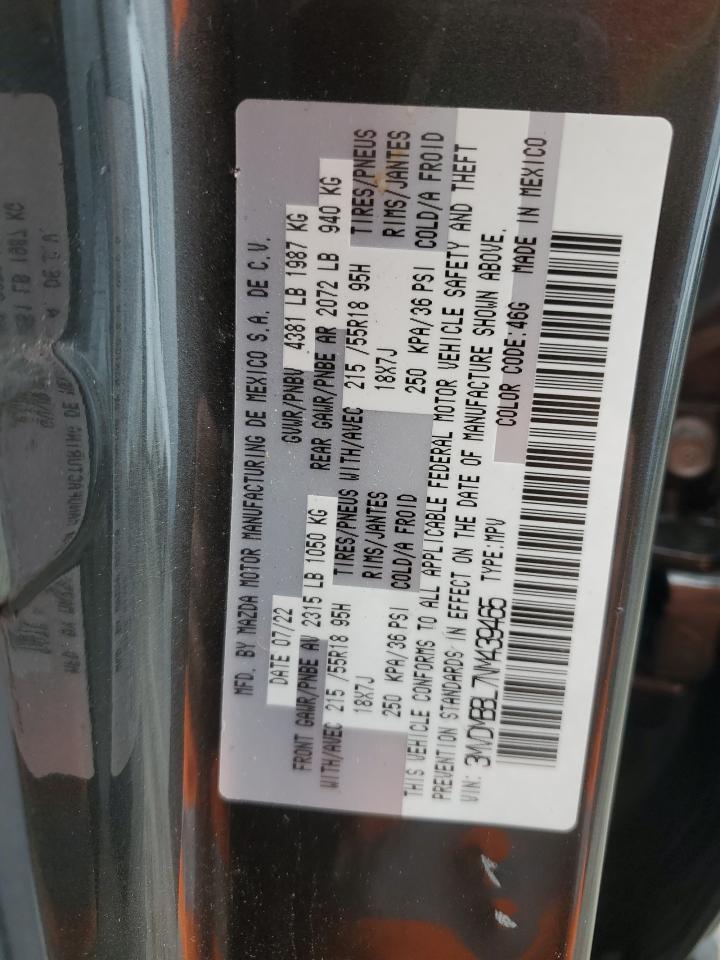 MFD. BY MAZDA MOTOR MANUFACTURING DE MEXICO S.A. DE C.V.
DATE 07/22 GVWR/PNBV 4381 LB 1987 KG
FRONT GAWR/PNBE AV 2315 LB 1050 KG REAR GAWR/PNBE AR 2072 LB 940 KG
WITH/AVEC 215 /55R18 95H TIRES/PNEUS WITH/AVEC 215 /55R18 95H TIRES/PNEUS
18X7J RIMS/JANTES 18X7J RIMS/JANTES
250 KPA/36 PSI COLD/A FROID 250 KPA/36 PSI COLD/A FROID
THIS VEHICLE CONFORMS TO ALL APPLICABLE FEDERAL MOTOR VEHICLE SAFETY AND THEFT
PREVENTION STANDARDS IN EFFECT ON THE DATE OF MANUFACTURE SHOWN ABOVE.
VIN: 3MVDMBBL7NM439466 TYPE:MPV COLOR CODE:46G MADE IN MEXICO